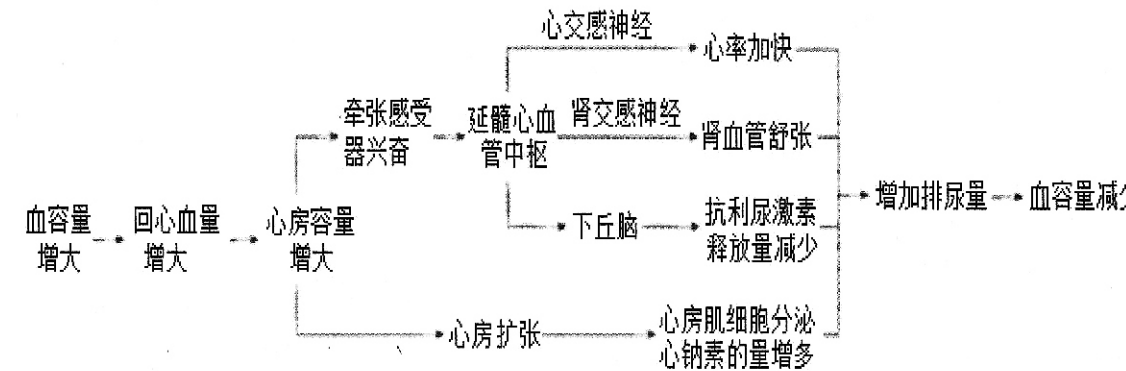 心交感神经
心率加快
牵张感受
器兴奋
延髓心血
管中枢
肾交感神经
肾血管舒张
血容量
增大
回心血量
增大
心房容量
增大
下丘脑
抗利尿激素
释放量减少
增加排尿量
血容量减少
心房扩张
心房肌细胞分泌
心钠素的量增多